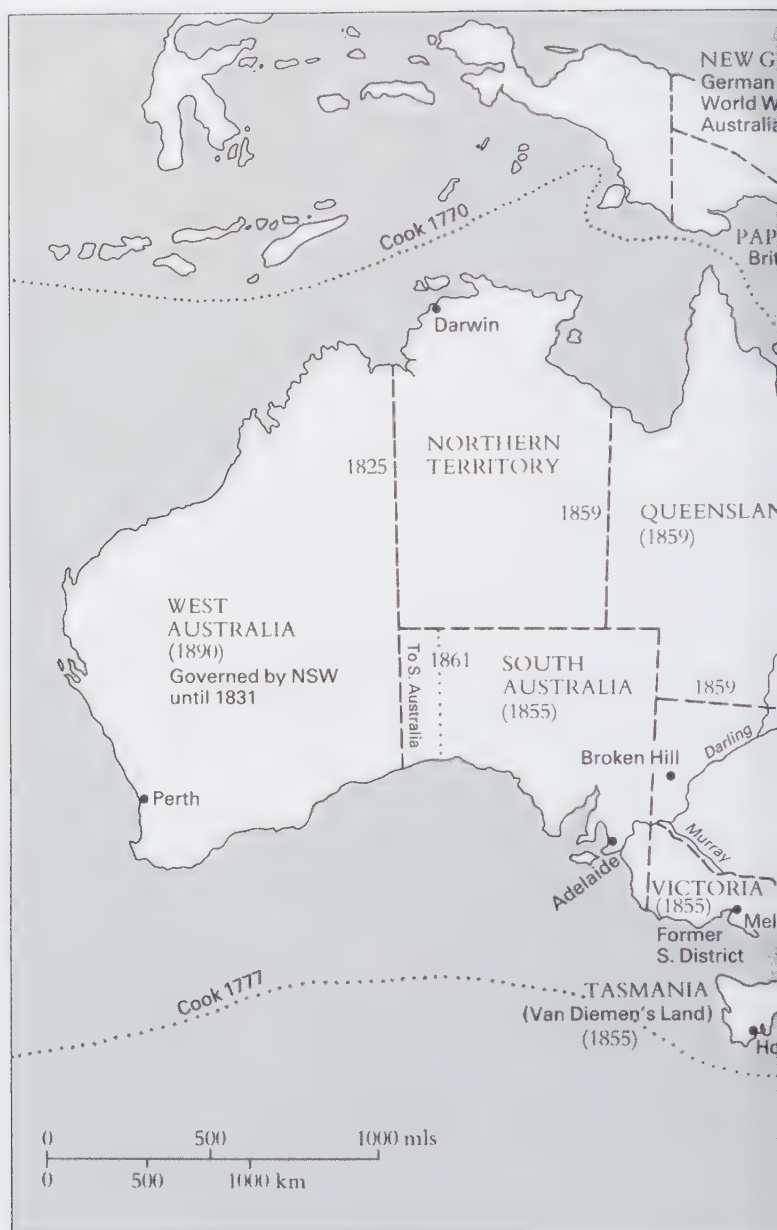 NEW G
German
World W
Australia
Cook 1770
PAP
Brit
Darwin
NORTHERN
TERRITORY
1825
1859
QUEENSLAN
(1859)
WEST
AUSTRALIA
(1890)
Governed by NSW
until 1831
To S. Australia
1861
SOUTH
AUSTRALIA
(1855)
1859
Darling
Broken Hill
Perth
Murray
Adelaide
VICTORIA
(1855)
Mel
Former
S. District
Cook 1777
TASMANIA
(Van Diemen's Land)
(1855)
Ho
0 500 1000 mls
0 500 1000 km